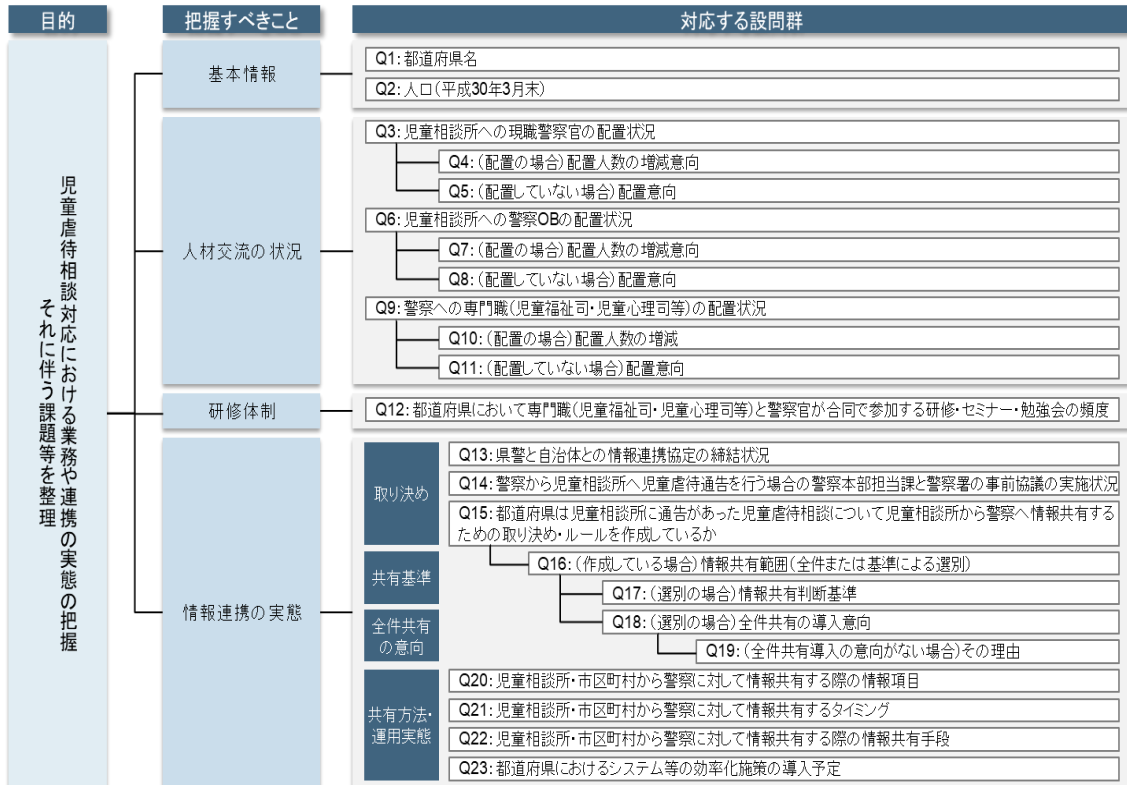 目的
把握すべきこと
対応する設問群
児童虐待相談対応における業務や連携の実態の把握
それに伴う課題等を整理
基本情報
Q1：都道府県名
Q2：人口（平成30年3月末）
人材交流の状況
Q3：児童相談所への現職警察官の配置状況
Q4：（配置の場合）配置人数の増減意向
Q5：（配置していない場合）配置意向
Q6：児童相談所への警察OBの配置状況
Q7：（配置の場合）配置人数の増減意向
Q8：（配置していない場合）配置意向
Q9：警察への専門職（児童福祉司・児童心理司等）の配置状況
Q10：（配置の場合）配置人数の増減
Q11：（配置していない場合）配置意向
研修体制
Q12：都道府県において専門職（児童福祉司・児童心理司等）と警察官が合同で参加する研修・セミナー・勉強会の頻度
情報連携の実態
取り決め
Q13：県警と自治体との情報連携協定の締結状況
Q14：警察から児童相談所へ児童虐待通告を行う場合の警察本部担当課と警察署の事前協議の実施状況
Q15：都道府県は児童相談所に通告があった児童虐待相談について児童相談所から警察へ情報共有する
ための取り決め・ルールを作成しているか
共有基準
Q16：（作成している場合）情報共有範囲（全件または基準による選別）
Q17：（選別の場合）情報共有判断基準
全件共有
の意向
Q18：（選別の場合）全件共有の導入意向
Q19：（全件共有導入の意向がない場合）その理由
共有方法・
運用実態
Q20：児童相談所・市区町村から警察に対して情報共有する際の情報項目
Q21：児童相談所・市区町村から警察に対して情報共有するタイミング
Q22：児童相談所・市区町村から警察に対して情報共有する際の情報共有手段
Q23：都道府県におけるシステム等の効率化施策の導入予定